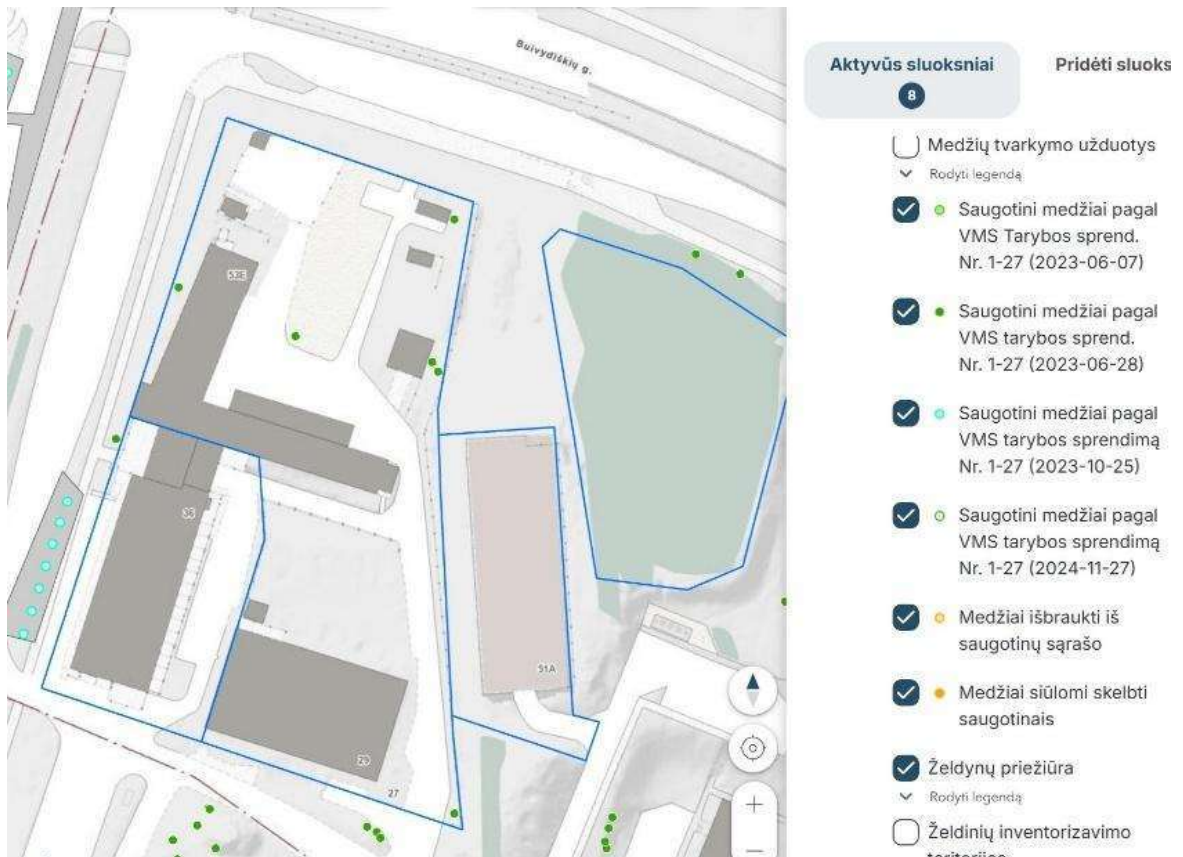 Buivydiškių g.
53E
36
51A
29
27
Aktyvūs sluoksniai
8
Pridėti sluoks
Medžių tvarkymo užduotys
Rodyti legendą
Saugotini medžiai pagal
VMS Tarybos sprend.
Nr. 1-27 (2023-06-07)
Saugotini medžiai pagal
VMS tarybos sprend.
Nr. 1-27 (2023-06-28)
Saugotini medžiai pagal
VMS tarybos sprendimą
Nr. 1-27 (2023-10-25)
Saugotini medžiai pagal
VMS tarybos sprendimą
Nr. 1-27 (2024-11-27)
Medžiai išbraukti iš
saugotinų sąrašo
Medžiai siūlomi skelbti
saugotinais
Želdynų priežiūra
Rodyti legendą
Želdinių inventorizavimo